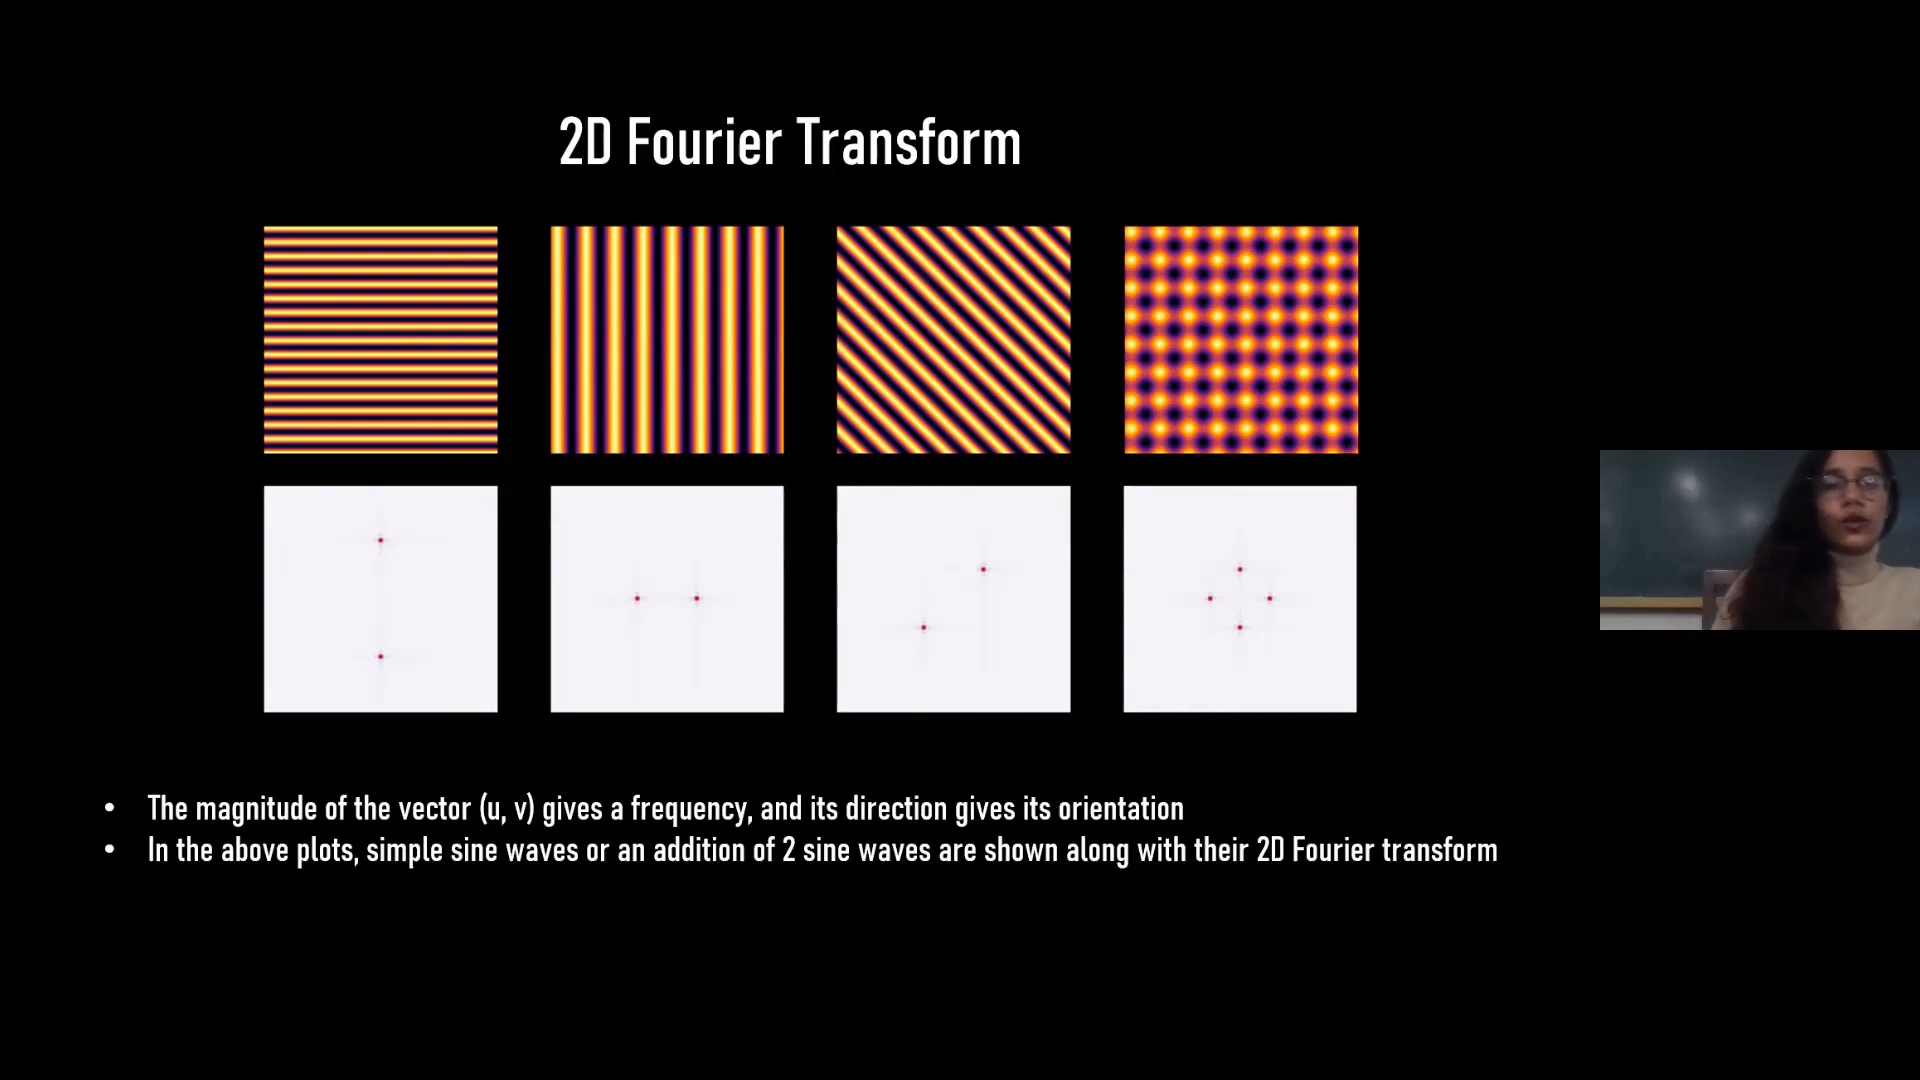 2D Fourier Transform
• The magnitude of the vector (u, v) gives a frequency, and its direction gives its orientation
• In the above plots, simple sine waves or an addition of 2 sine waves are shown along with their 2D Fourier transform